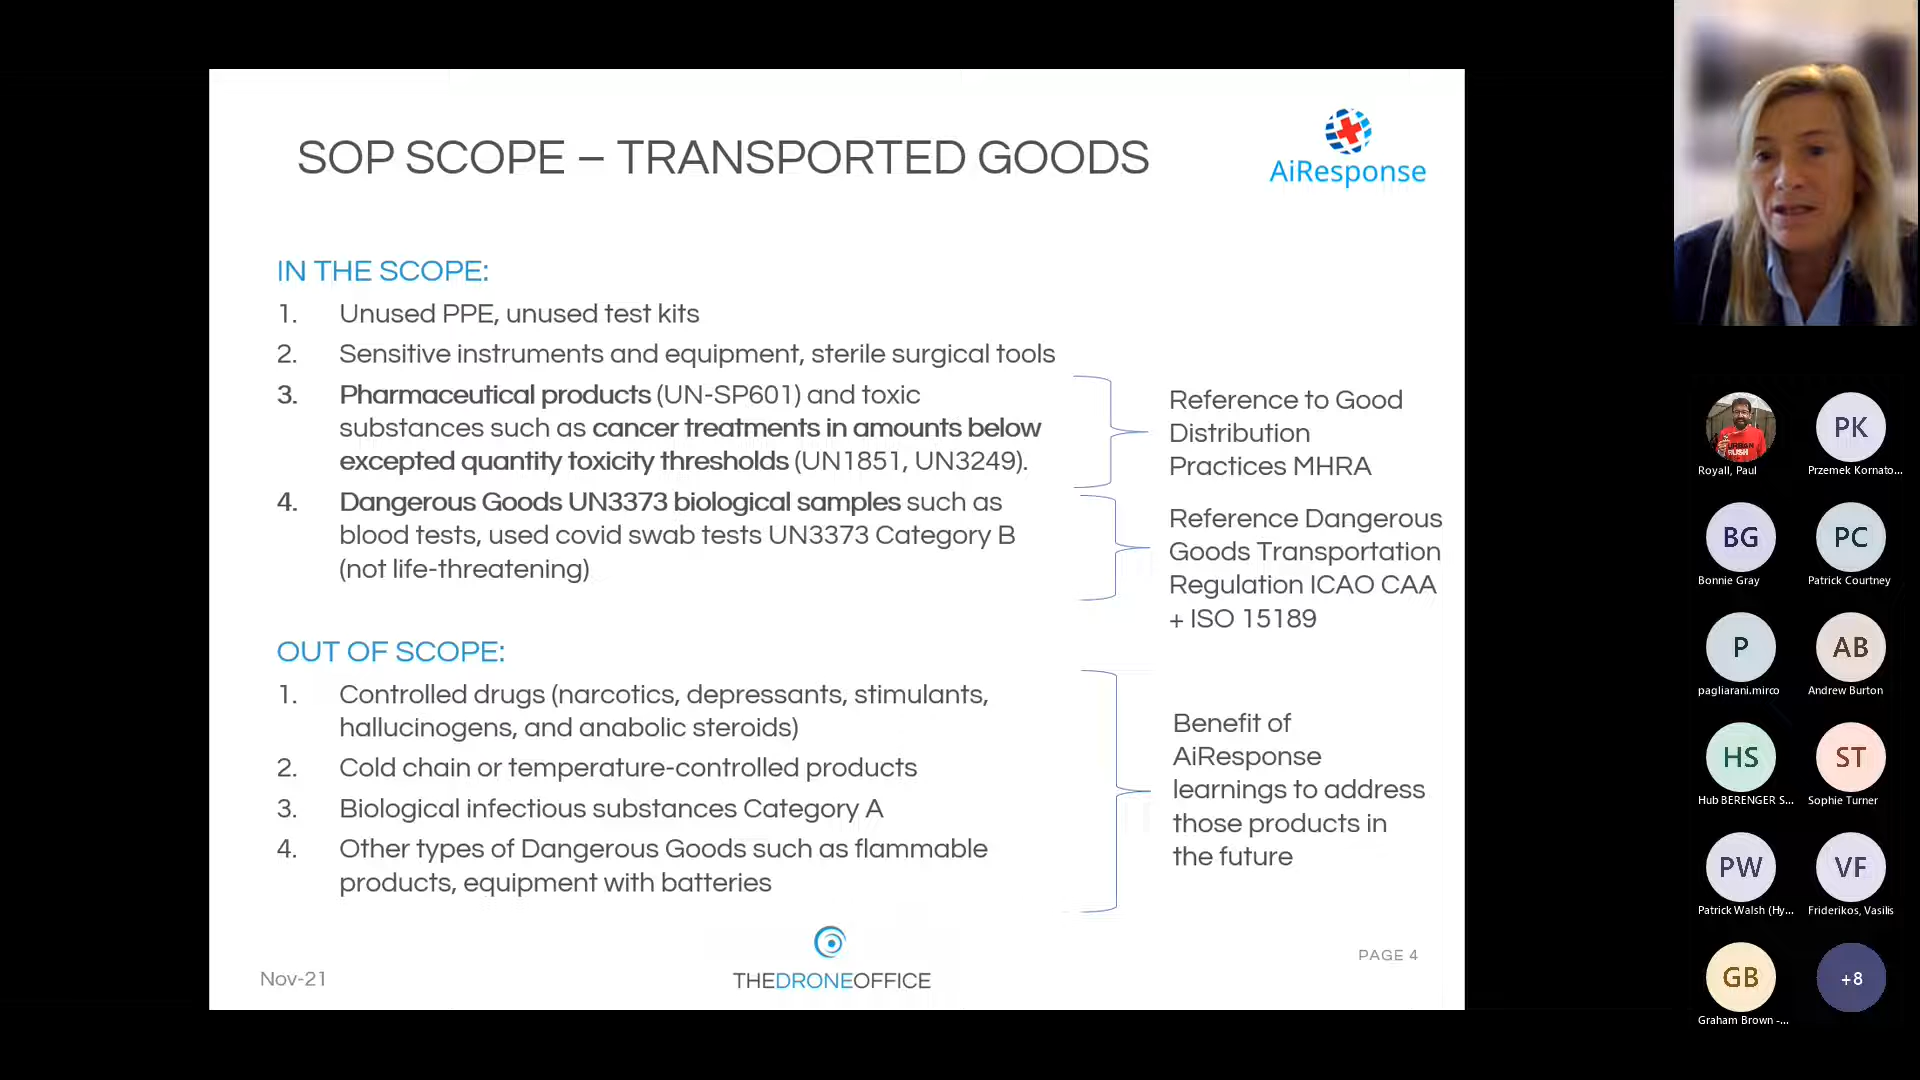 SOP SCOPE – TRANSPORTED GOODS
AiResponse
IN THE SCOPE:
1. Unused PPE, unused test kits
2. Sensitive instruments and equipment, sterile surgical tools
3. Pharmaceutical products (UN-SP601) and toxic
substances such as cancer treatments in amounts below
excepted quantity toxicity thresholds (UN1851, UN3249).
Reference to Good
Distribution
Practices MHRA
4. Dangerous Goods UN3373 biological samples such as
blood tests, used covid swab tests UN3373 Category B
(not life-threatening)
Reference Dangerous
Goods Transportation
Regulation ICAO CAA
+ ISO 15189
OUT OF SCOPE:
1. Controlled drugs (narcotics, depressants, stimulants,
hallucinogens, and anabolic steroids)
2. Cold chain or temperature-controlled products
3. Biological infectious substances Category A
4. Other types of Dangerous Goods such as flammable
products, equipment with batteries
Benefit of
AiResponse
learnings to address
those products in
the future
Nov-21
THEDRONEOFFICE
PAGE 4
URBAN
RUSH
Royall, Paul
PK
Przemek Kornato...
BG
Bonnie Gray
PC
Patrick Courtney
P
pagliarani.mirco
AB
Andrew Burton
HS
Hub BERENGER S...
ST
Sophie Turner
PW
Patrick Walsh (Hy...
VF
Friderikos, Vasilis
GB
Graham Brown -...
+8